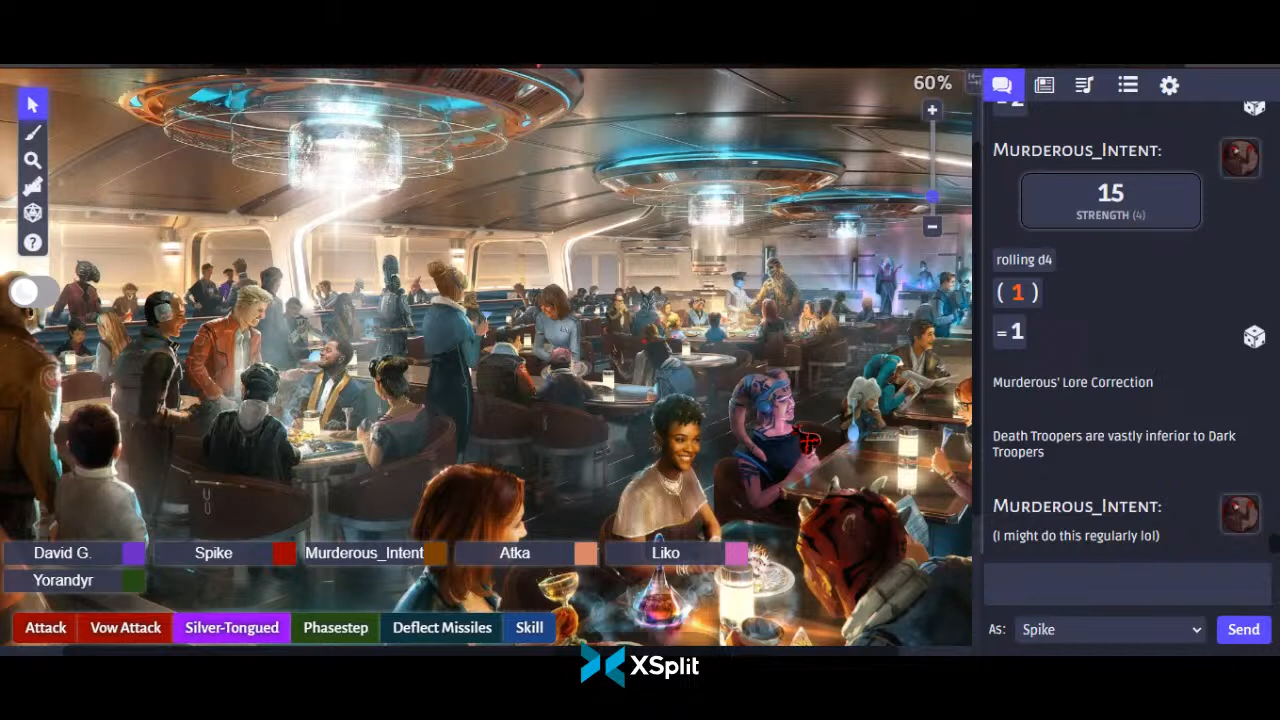 60%
= 2
MURDEROUS_INTENT:
15
STRENGTH (4)
rolling d4
( 1 )
= 1
Murderous' Lore Correction
Death Troopers are vastly inferior to Dark
Troopers
MURDEROUS_INTENT:
(I might do this regularly lol)
David G.
Spike
Murderous_Intent
Atka
Liko
Yorandyr
Attack
Vow Attack
Silver-Tongued
Phasestep
Deflect Missiles
Skill
As:
Spike
Send
XSplit